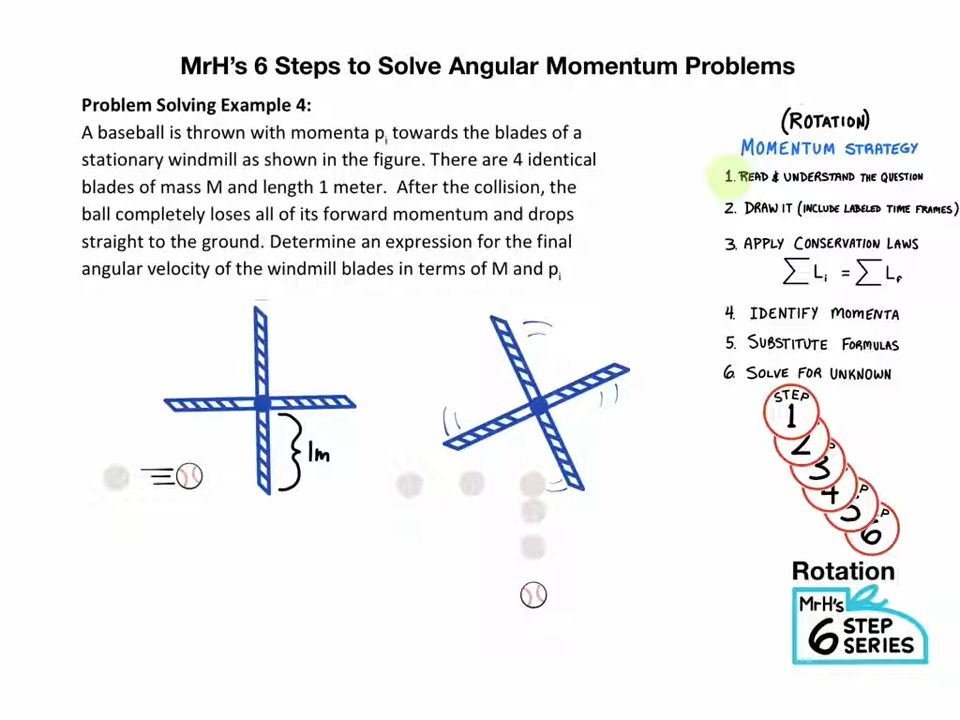 MrH's 6 Steps to Solve Angular Momentum Problems
Problem Solving Example 4:
A baseball is thrown with momenta pi towards the blades of a
stationary windmill as shown in the figure. There are 4 identical
blades of mass M and length 1 meter. After the collision, the
ball completely loses all of its forward momentum and drops
straight to the ground. Determine an expression for the final
angular velocity of the windmill blades in terms of M and pi
(ROTATION)
MOMENTUM STRATEGY
1. READ & UNDERSTAND THE QUESTION
2. DRAW IT (INCLUDE LABELED TIME FRAMES)
3. APPLY CONSERVATION LAWS
∑Li = ∑Lf
4. IDENTIFY MOMENTA
5. SUBSTITUTE FORMULAS
6. SOLVE FOR UNKNOWN
1m
STEP
1
2
P
3
4
P
5
P
6
Rotation
MrH's
6 STEP
SERIES